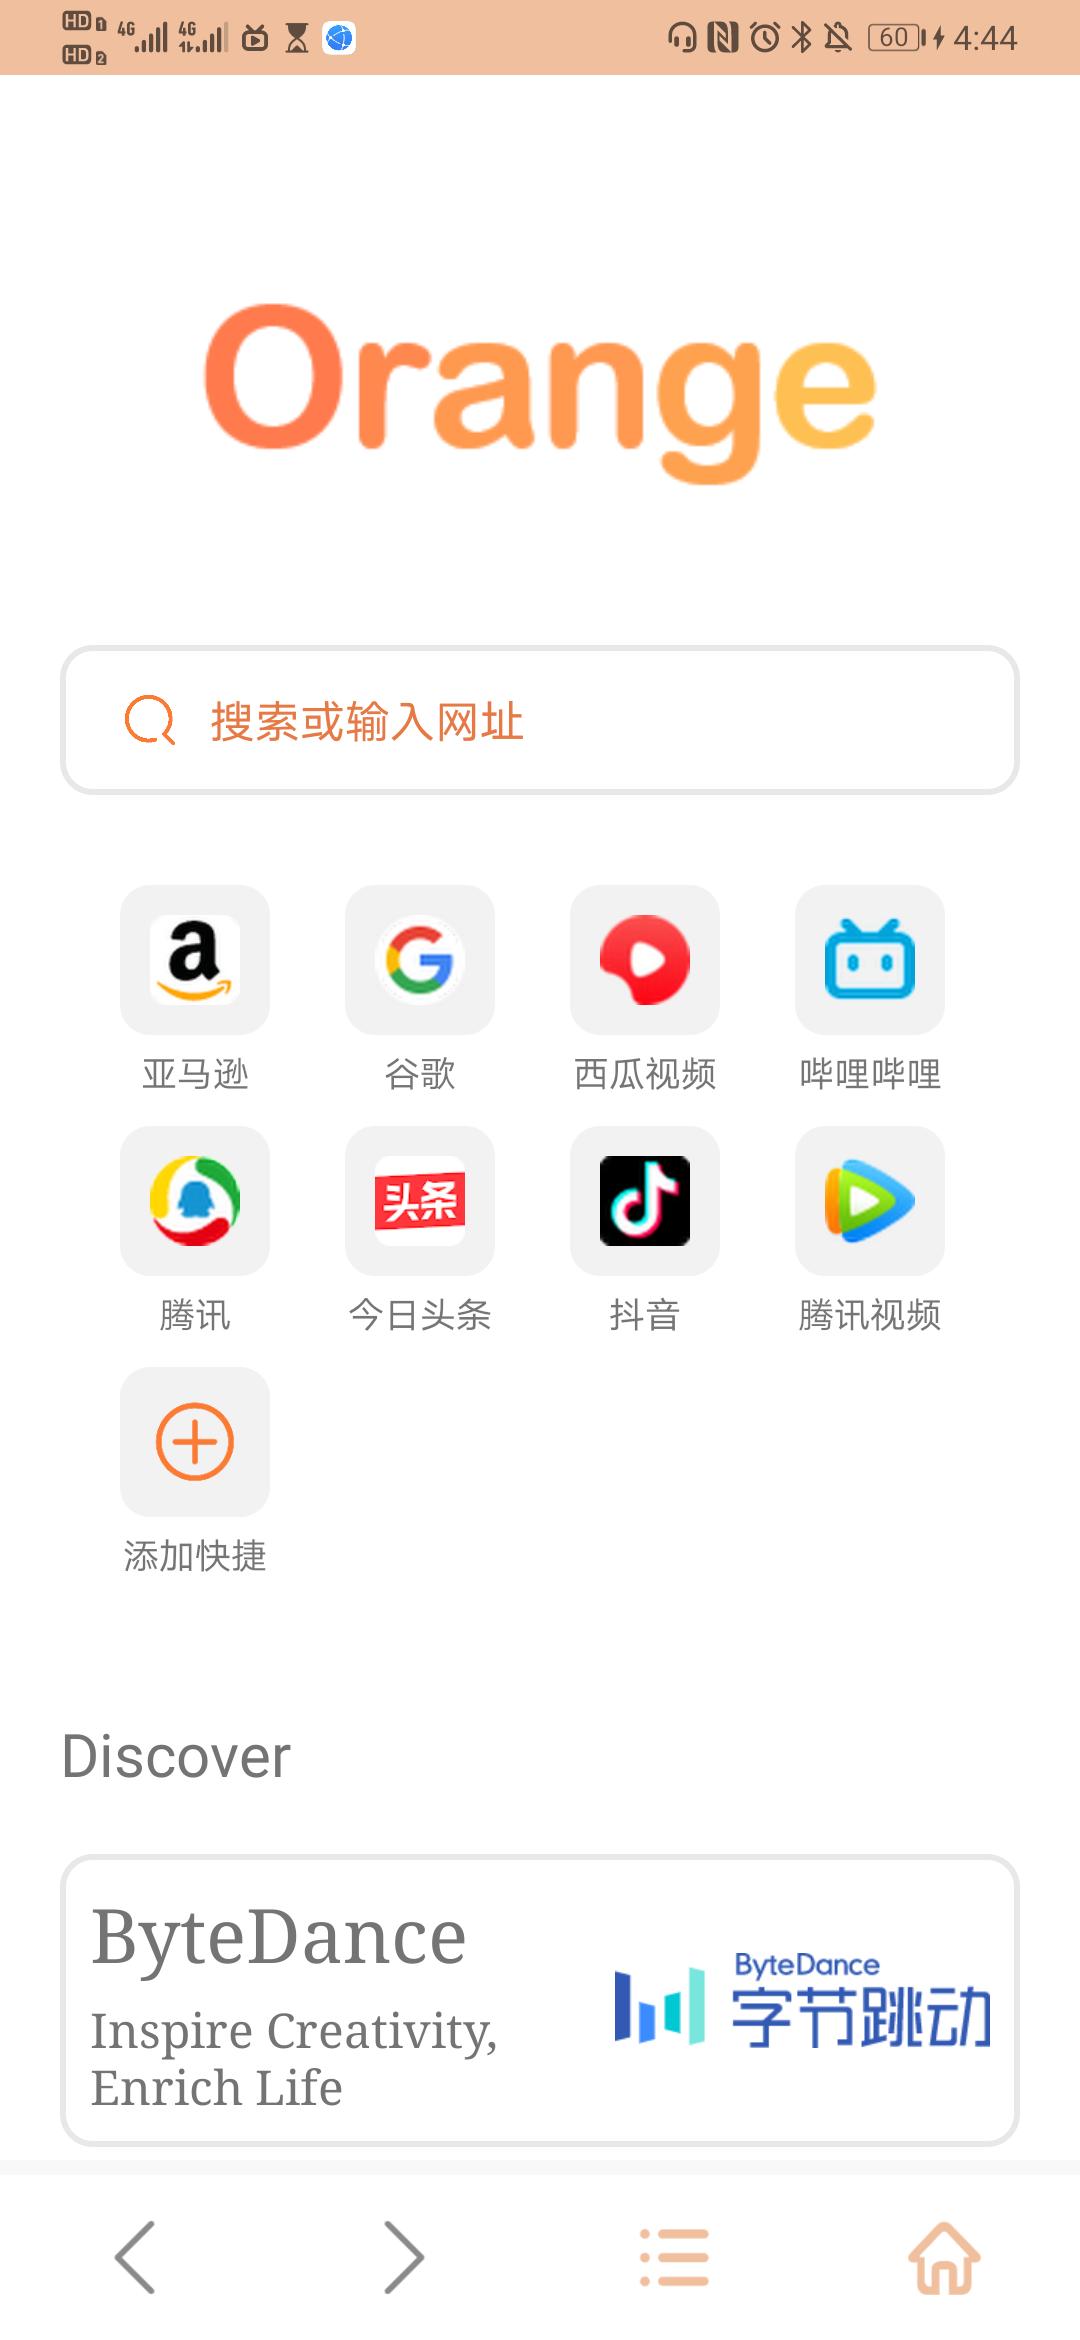 HD 1 4G 4G 60 4:44
HD 2
Orange
搜索或输入网址
a G
亚马逊 谷歌 西瓜视频 哔哩哔哩
头条
腾讯 今日头条 抖音 腾讯视频
添加快捷
Discover
ByteDance
Inspire Creativity,
Enrich Life
ByteDance
字节跳动